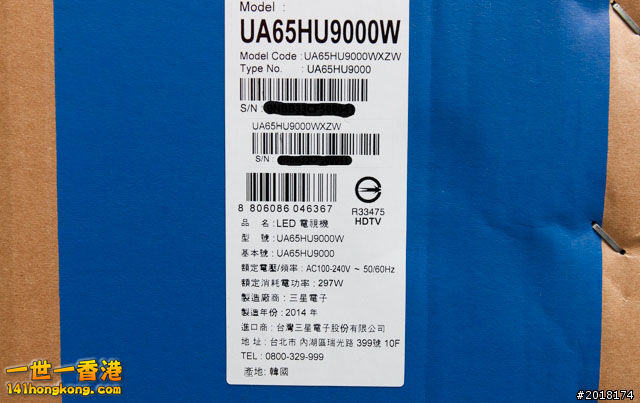 Model :
UA65HU9000W
Model Code : UA65HU9000WXZW
Type No. : UA65HU9000
S/N :
UA65HU9000WXZW
S/N :
8 806086 046367
R33475
HDTV
品 名 : LED 電視機
型 號 : UA65HU9000W
基本號 : UA65HU9000
額定電壓/頻率 : AC100-240V ~ 50/60Hz
額定消耗電功率 : 297W
製造廠商 : 三星電子
製造年份 : 2014 年
進口商 : 台灣三星電子股份有限公司
地 址 : 台北市 內湖區瑞光路 399號 10F
TEL : 0800-329-999
產地: 韓國
一世一香港
141hongkong.com
#2018174